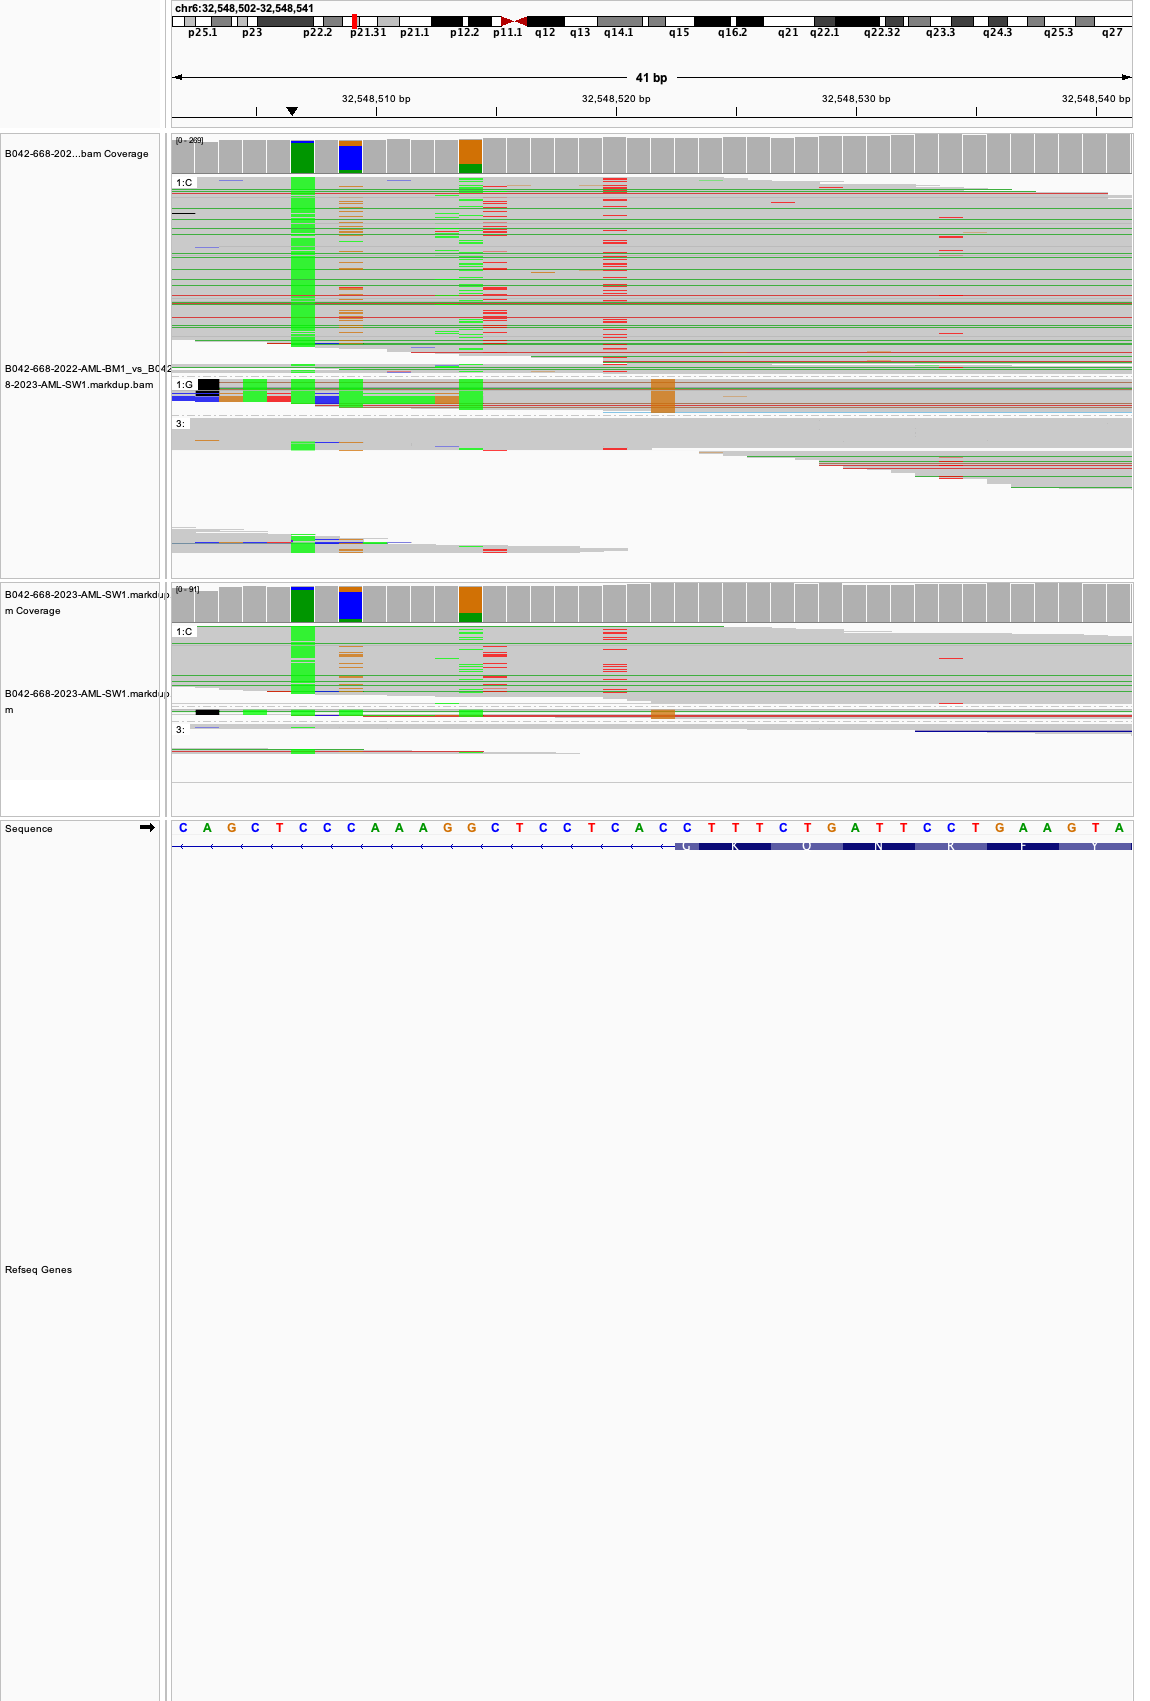 chr6:32,548,502-32,548,541
p25.1 p23 p22.2 p21.31 p21.1 p12.2 p11.1 q12 q13 q14.1 q15 q16.2 q21 q22.1 q22.32 q23.3 q24.3 q25.3 q27
41 bp
32,548,510 bp 32,548,520 bp 32,548,530 bp 32,548,540 bp
[0 - 269]
B042-668-202...bam Coverage
1:C
B042-668-2022-AML-BM1_vs_B042
8-2023-AML-SW1.markdup.bam
1:G
3:
[0 - 91]
B042-668-2023-AML-SW1.markdup
m Coverage
1:C
B042-668-2023-AML-SW1.markdup
m
3:
Sequence
C A G C T C C C A A A G G C T C C T C A C C T T T C T G A T T C C T G A A G T A
G K Q N R F Y
Refseq Genes